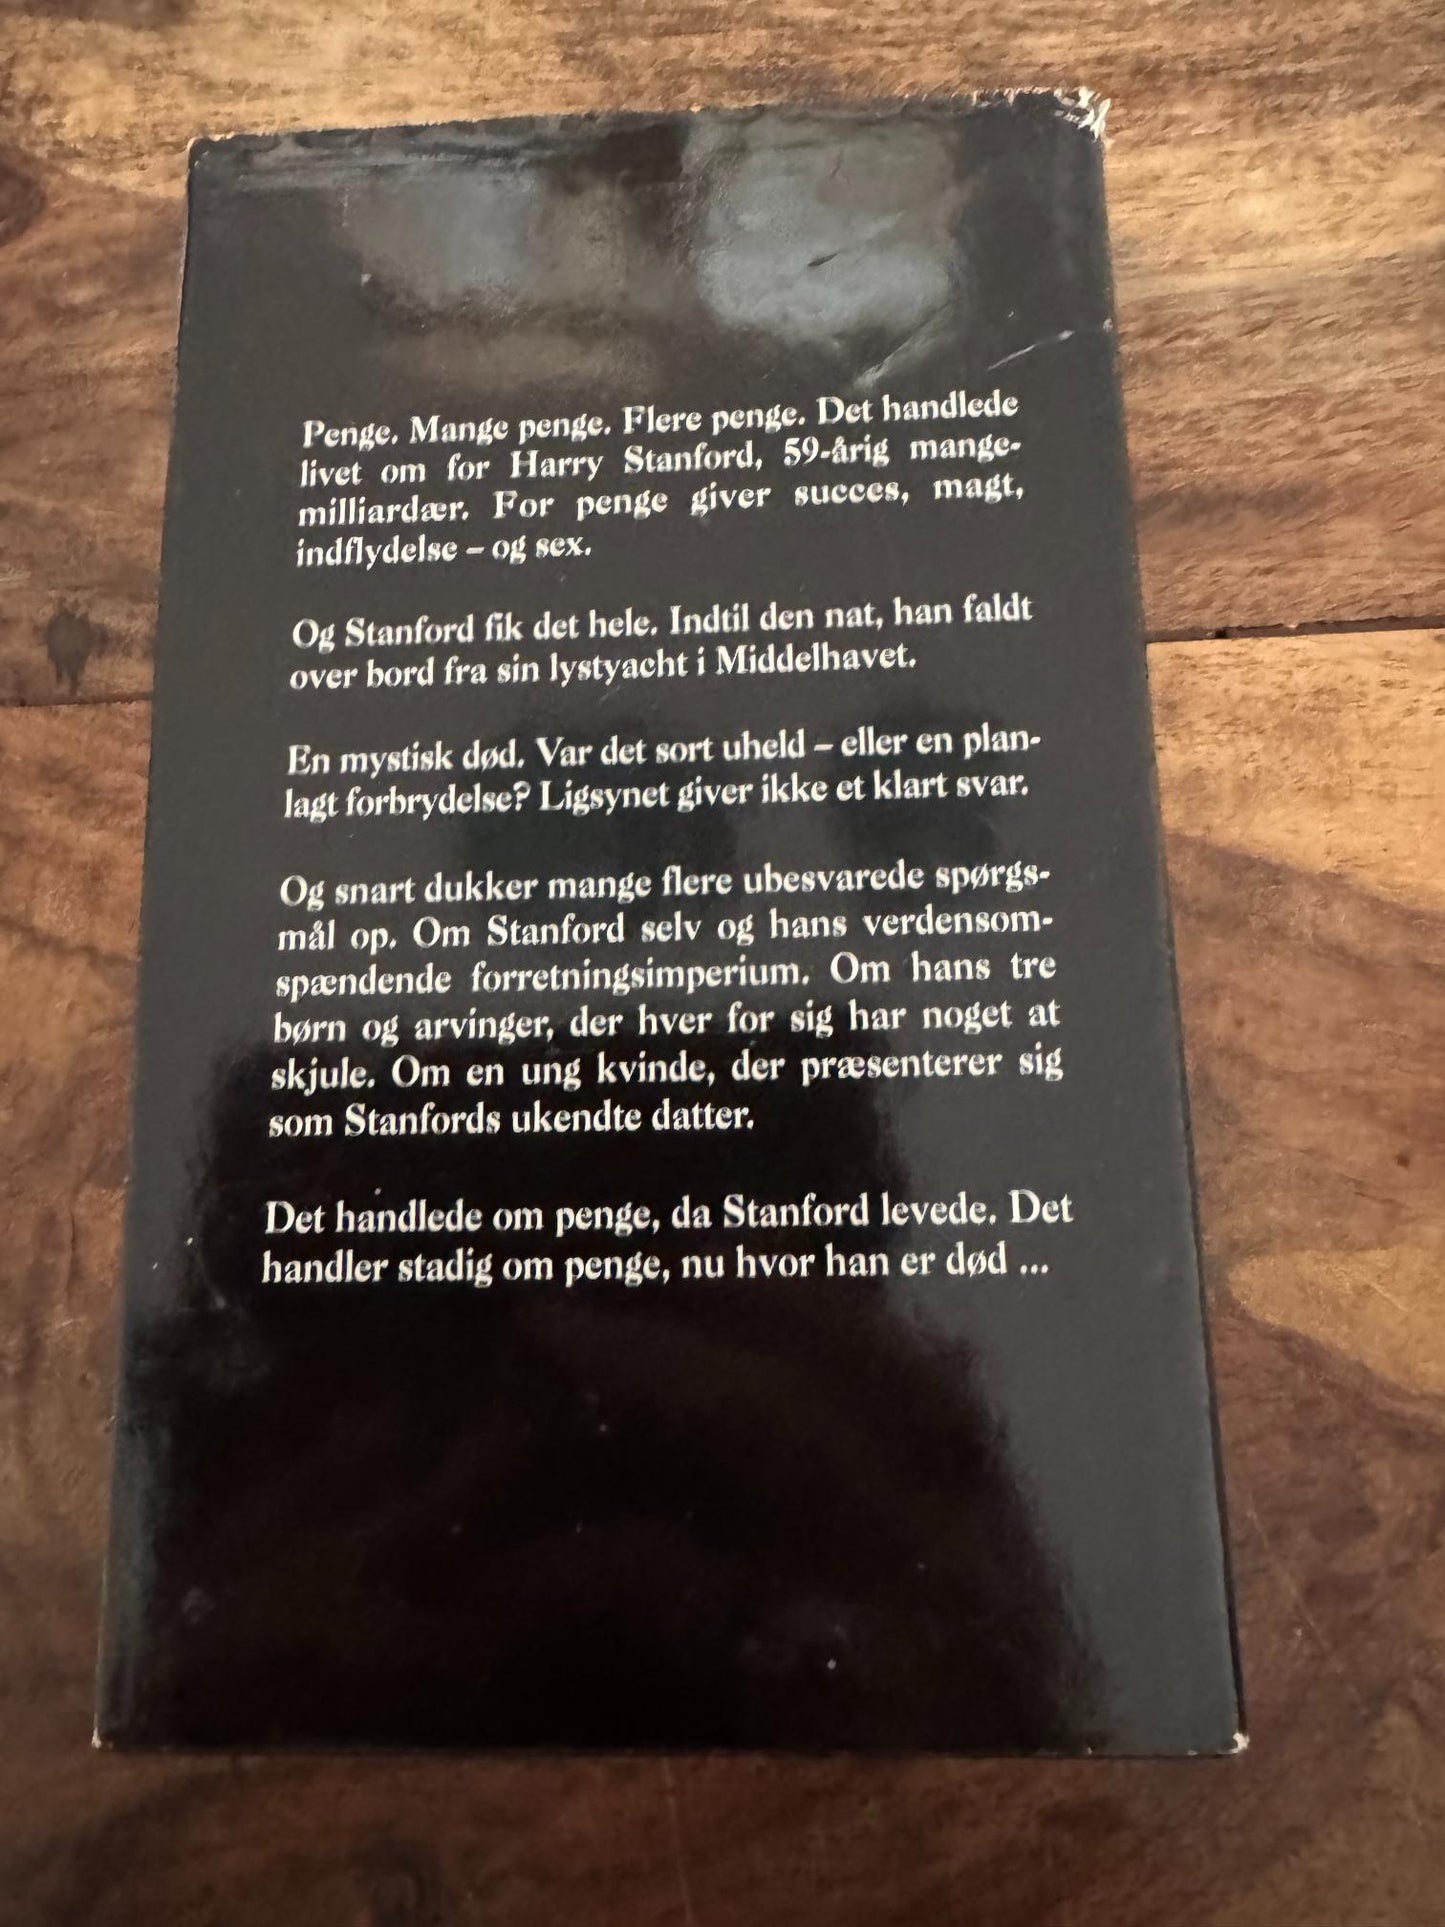 Penge. Mange penge. Flere penge. Det handlede
livet om for Harry Stanford, 59-årig mange-
milliardær. For penge giver succes, magt,
indflydelse – og sex.
Og Stanford fik det hele. Indtil den nat, han faldt
over bord fra sin lystyacht i Middelhavet.
En mystisk død. Var det sort uheld – eller en plan-
lagt forbrydelse? Ligsynet giver ikke et klart svar.
Og snart dukker mange flere ubesvarede spørgs-
mål op. Om Stanford selv og hans verdensom-
spændende forretningsimperium. Om hans tre
børn og arvinger, der hver for sig har noget at
skjule. Om en ung kvinde, der præsenterer sig
som Stanfords ukendte datter.
Det handlede om penge, da Stanford levede. Det
handler stadig om penge, nu hvor han er død ...